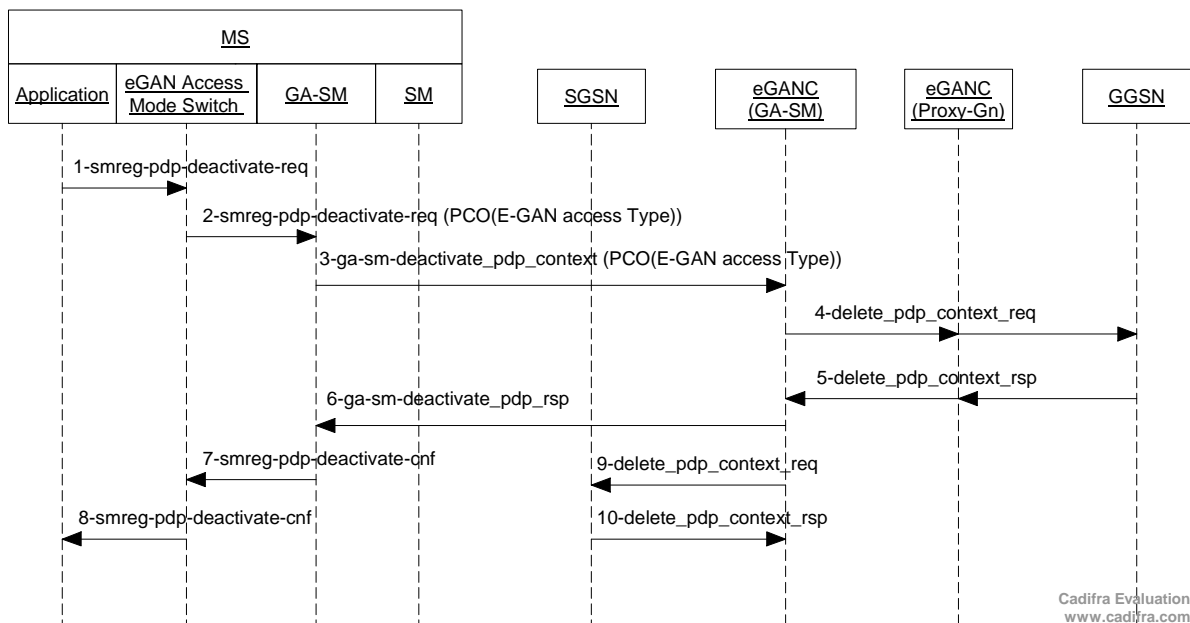 MS
Application
eGAN Access
Mode Switch
GA-SM
SM
SGSN
eGANC
(GA-SM)
eGANC
(Proxy-Gn)
GGSN
1-smreg-pdp-deactivate-req
2-smreg-pdp-deactivate-req (PCO(E-GAN access Type))
3-ga-sm-deactivate_pdp_context (PCO(E-GAN access Type))
4-delete_pdp_context_req
5-delete_pdp_context_rsp
6-ga-sm-deactivate_pdp_rsp
7-smreg-pdp-deactivate-cnf
9-delete_pdp_context_req
8-smreg-pdp-deactivate-cnf
10-delete_pdp_context_rsp
Cadifra Evaluation
www.cadifra.com